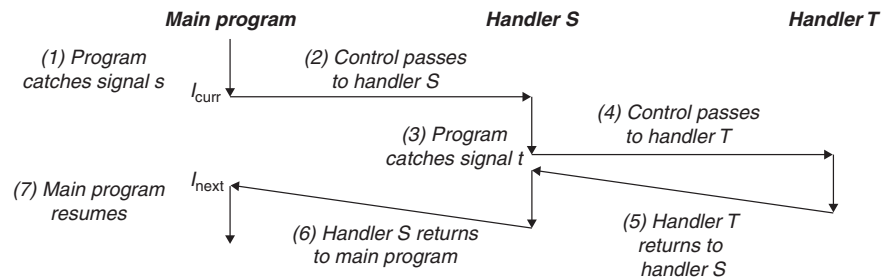 Main program
Handler S
Handler T
(1) Program
catches signal s
(2) Control passes
to handler S
Icurr
(3) Program
catches signal t
(4) Control passes
to handler T
(7) Main program
resumes
Inext
(6) Handler S returns
to main program
(5) Handler T
returns to
handler S